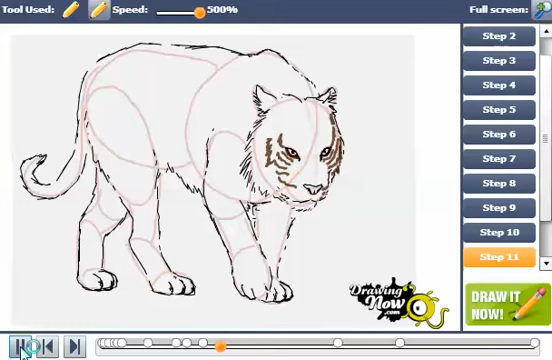 Tool Used: Speed: 500% Full screen:
Step 2
Step 3
Step 4
Step 5
Step 6
Step 7
Step 8
Step 9
Step 10
Step 11
Drawing
Now.com
DRAW IT
NOW!